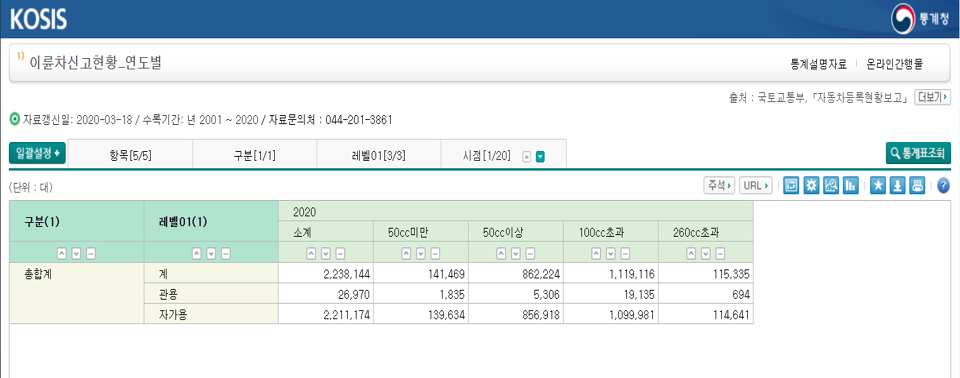 KOSIS
통계청
1) 이륜차신고현황_연도별
통계설명자료 온라인간행물
출처 : 국토교통부, 「자동차등록현황보고」 더보기
자료갱신일: 2020-03-18 / 수록기간: 년 2001 ~ 2020 / 자료문의처 : 044-201-3861
일괄설정 + 항목[5/5] 구분[1/1] 레벨01[3/3] 시점[1/20] 통계표조회
(단위 : 대) 주석 URL
구분(1) 레벨01(1) 2020
소계 50cc미만 50cc이상 100cc초과 260cc초과
총합계 계 2,238,144 141,469 862,224 1,119,116 115,335
관용 26,970 1,835 5,306 19,135 694
자가용 2,211,174 139,634 856,918 1,099,981 114,641